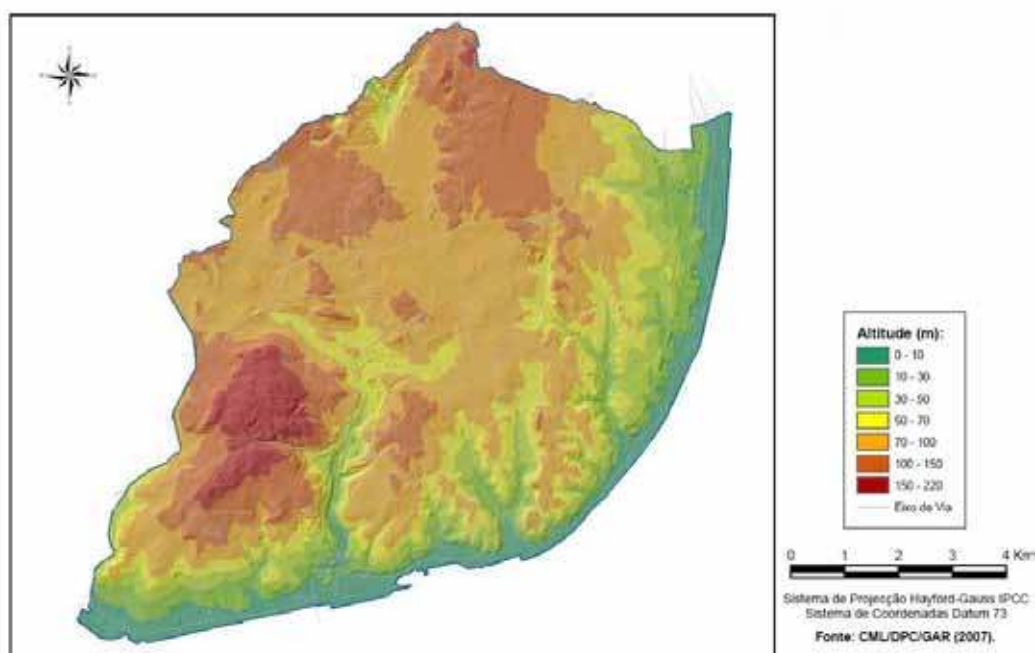 Altitude (m):
0 - 10
10 - 30
30 - 50
50 - 70
70 - 100
100 - 150
150 - 220
Eixo de Via
0 1 2 3 4 Km
Sistema de Projecção Hayford-Gauss IPCC
Sistema de Coordenadas Datum 73
Fonte: CML/DPC/GAR (2007).